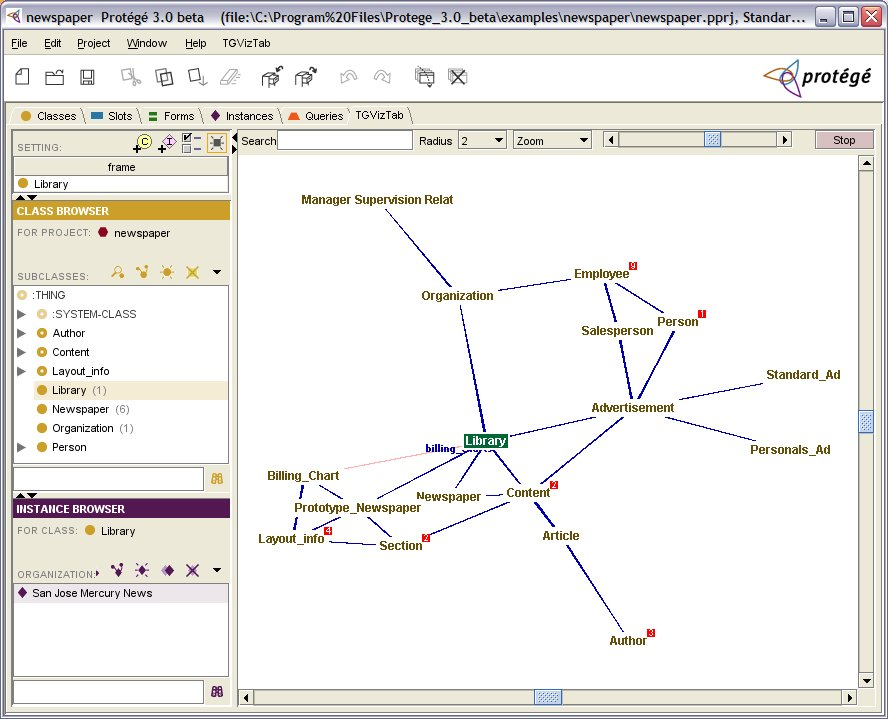 newspaper Protégé 3.0 beta (file:\C:\Program%20Files\Protege_3.0_beta\examples\newspaper\newspaper.pprj, Standar...
File Edit Project Window Help TGVizTab
protégé
Classes Slots Forms Instances Queries TGVizTab
SETTING:
C I
frame
Library
Search Radius 2 Zoom Stop
CLASS BROWSER
FOR PROJECT: newspaper
SUBCLASSES:
:THING
:SYSTEM-CLASS
Author
Content
Layout_info
Library (1)
Newspaper (6)
Organization (1)
Person
INSTANCE BROWSER
FOR CLASS: Library
ORGANIZATION:
San Jose Mercury News
Manager Supervision Relat
Employee 9
Organization
Person 1
Salesperson
Standard_Ad
Advertisement
Library
billing_
Personals_Ad
Billing_Chart
Newspaper
Content 2
Prototype_Newspaper
Layout_info 4
Section 2
Article
Author 3